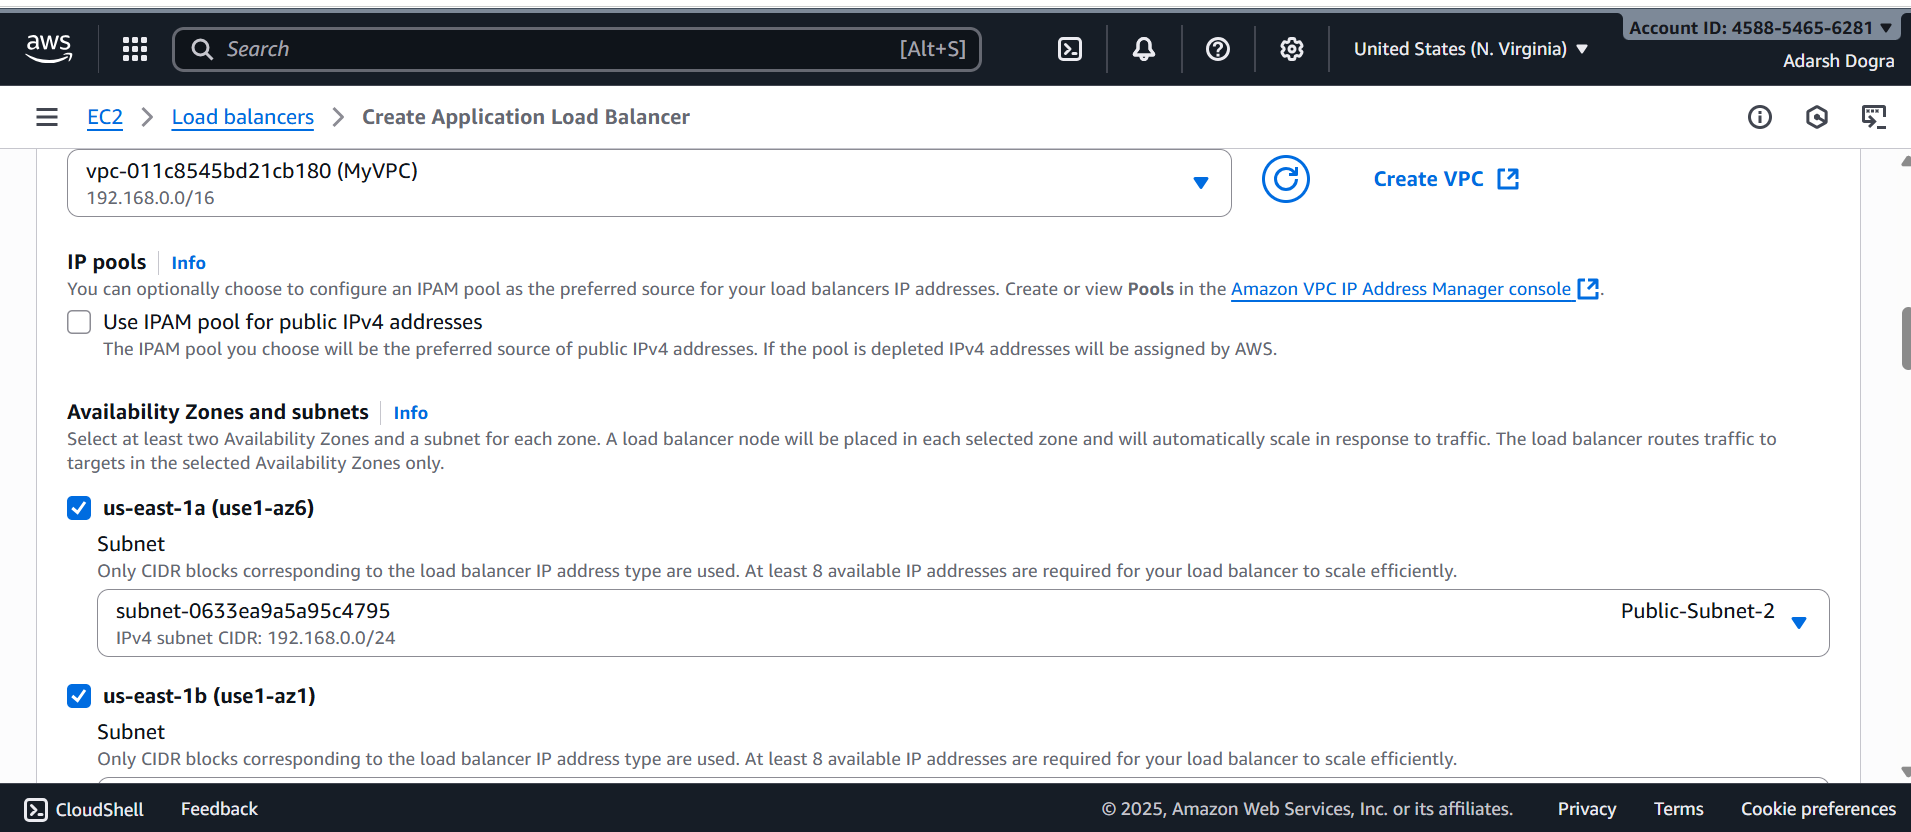 aws
Search
[Alt+S]
United States (N. Virginia)
Account ID: 4588-5465-6281
Adarsh Dogra
EC2
Load balancers
Create Application Load Balancer
vpc-011c8545bd21cb180 (MyVPC)
192.168.0.0/16
Create VPC
IP pools
Info
You can optionally choose to configure an IPAM pool as the preferred source for your load balancers IP addresses. Create or view Pools in the Amazon VPC IP Address Manager console.
Use IPAM pool for public IPv4 addresses
The IPAM pool you choose will be the preferred source of public IPv4 addresses. If the pool is depleted IPv4 addresses will be assigned by AWS.
Availability Zones and subnets
Info
Select at least two Availability Zones and a subnet for each zone. A load balancer node will be placed in each selected zone and will automatically scale in response to traffic. The load balancer routes traffic to
targets in the selected Availability Zones only.
us-east-1a (use1-az6)
Subnet
Only CIDR blocks corresponding to the load balancer IP address type are used. At least 8 available IP addresses are required for your load balancer to scale efficiently.
subnet-0633ea9a5a95c4795
Public-Subnet-2
IPv4 subnet CIDR: 192.168.0.0/24
us-east-1b (use1-az1)
Subnet
Only CIDR blocks corresponding to the load balancer IP address type are used. At least 8 available IP addresses are required for your load balancer to scale efficiently.
CloudShell
Feedback
© 2025, Amazon Web Services, Inc. or its affiliates.
Privacy
Terms
Cookie preferences